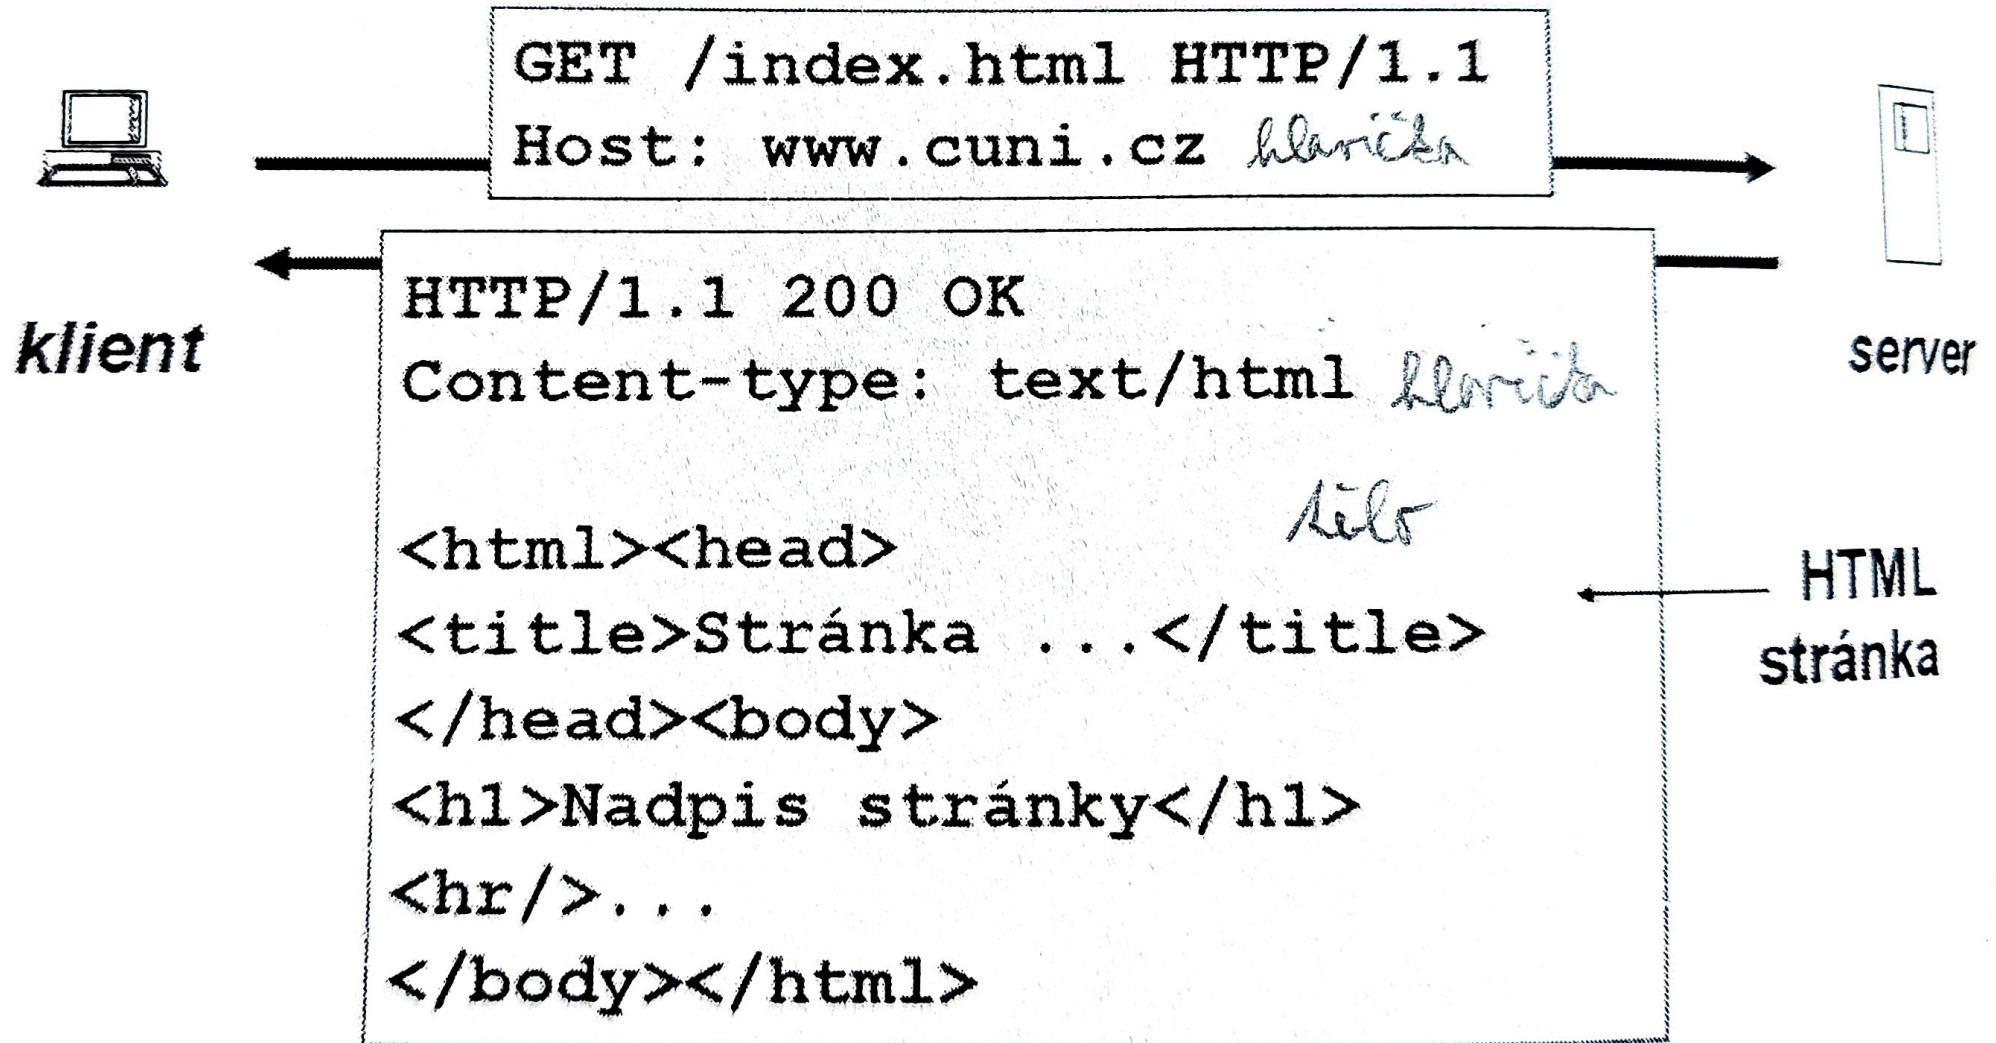 GET /index.html HTTP/1.1
Host: www.cuni.cz hlavička
klient
server
HTTP/1.1 200 OK
Content-type: text/html hlavička
tělo
<html><head>
<title>Stránka ...</title>
</head><body>
<h1>Nadpis stránky</h1>
<hr/>...
</body></html>
HTML
stránka